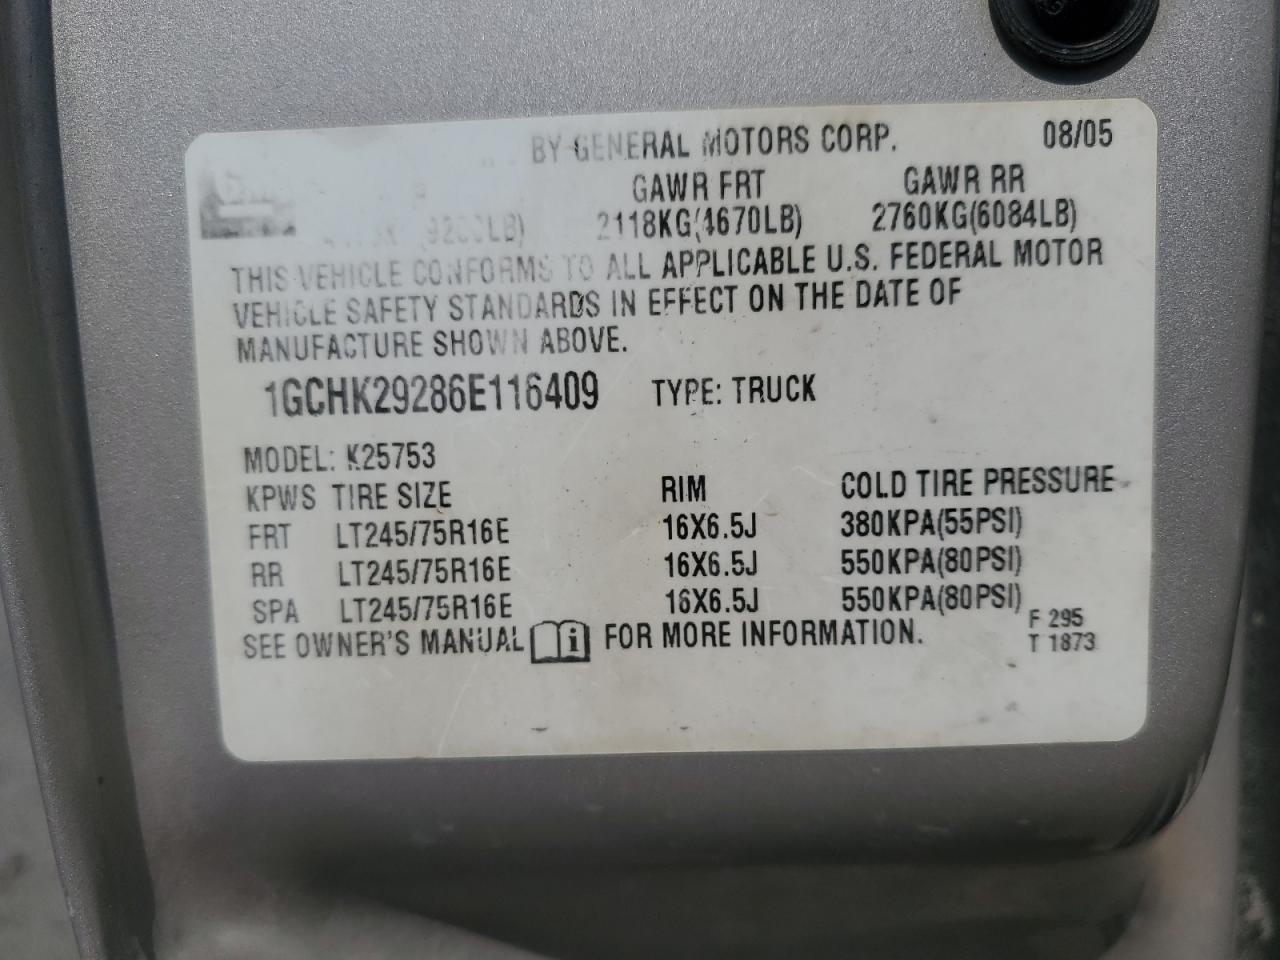 BY GENERAL MOTORS CORP. 08/05
GAWR FRT GAWR RR
2118KG(4670LB) 2760KG(6084LB)
THIS VEHICLE CONFORMS TO ALL APPLICABLE U.S. FEDERAL MOTOR
VEHICLE SAFETY STANDARDS IN EFFECT ON THE DATE OF
MANUFACTURE SHOWN ABOVE.
1GCHK29286E116409 TYPE: TRUCK
MODEL: K25753
KPWS TIRE SIZE RIM COLD TIRE PRESSURE
FRT LT245/75R16E 16X6.5J 380KPA(55PSI)
RR LT245/75R16E 16X6.5J 550KPA(80PSI)
SPA LT245/75R16E 16X6.5J 550KPA(80PSI)
F 295
SEE OWNER'S MANUAL i FOR MORE INFORMATION. T 1873